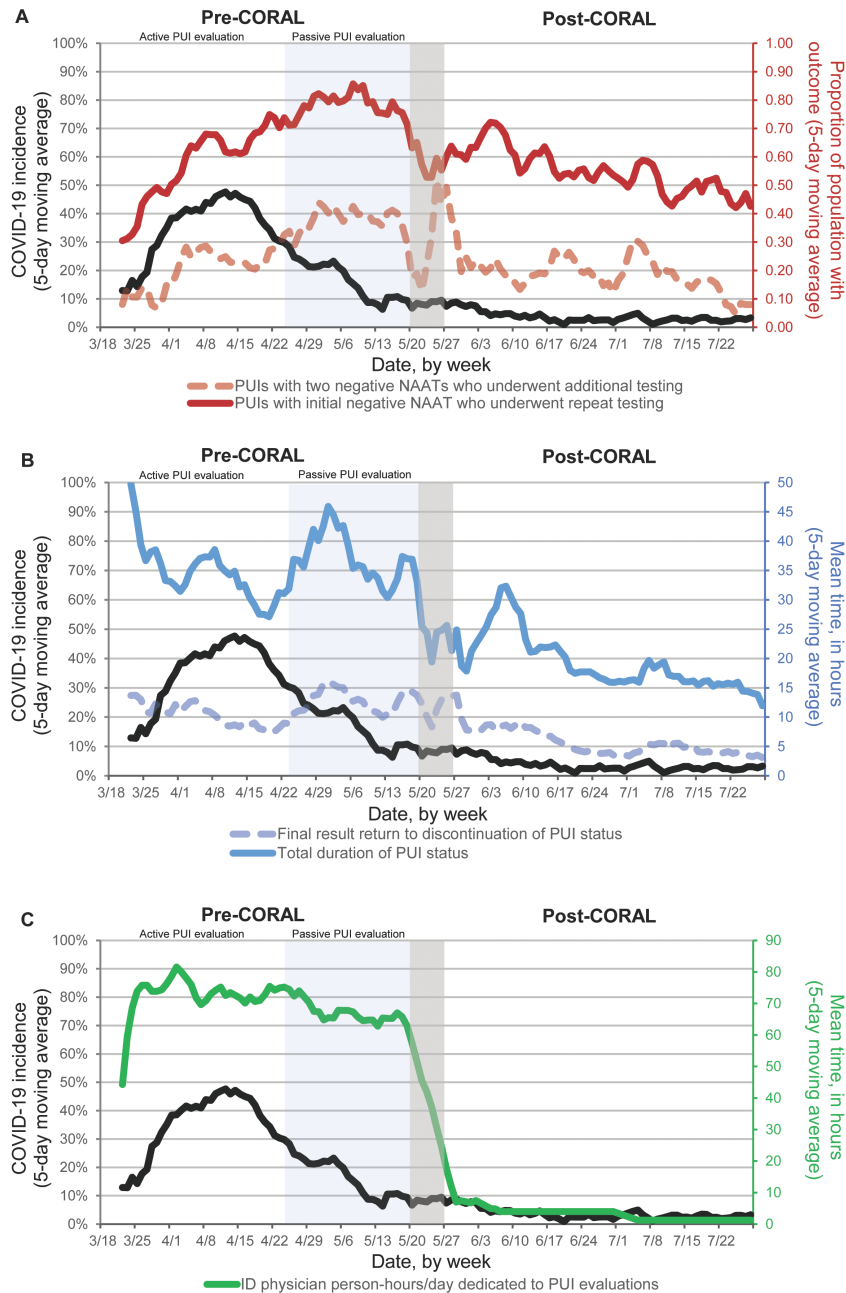 A
Pre-CORAL
Post-CORAL
Active PUI evaluation
Passive PUI evaluation
COVID-19 incidence
(5-day moving average)
100%
90%
80%
70%
60%
50%
40%
30%
20%
10%
0%
1.00
0.90
0.80
0.70
0.60
0.50
0.40
0.30
0.20
0.10
0.00
Proportion of population with
outcome (5-day moving average)
3/18 3/25 4/1 4/8 4/15 4/22 4/29 5/6 5/13 5/20 5/27 6/3 6/10 6/17 6/24 7/1 7/8 7/15 7/22
Date, by week
PUIs with two negative NAATs who underwent additional testing
PUIs with initial negative NAAT who underwent repeat testing
B
Pre-CORAL
Post-CORAL
Active PUI evaluation
Passive PUI evaluation
COVID-19 incidence
(5-day moving average)
100%
90%
80%
70%
60%
50%
40%
30%
20%
10%
0%
50
45
40
35
30
25
20
15
10
5
0
Mean time, in hours
(5-day moving average)
3/18 3/25 4/1 4/8 4/15 4/22 4/29 5/6 5/13 5/20 5/27 6/3 6/10 6/17 6/24 7/1 7/8 7/15 7/22
Date, by week
Final result return to discontinuation of PUI status
Total duration of PUI status
C
Pre-CORAL
Post-CORAL
Active PUI evaluation
Passive PUI evaluation
COVID-19 incidence
(5-day moving average)
100%
90%
80%
70%
60%
50%
40%
30%
20%
10%
0%
90
80
70
60
50
40
30
20
10
0
Mean time, in hours
(5-day moving average)
3/18 3/25 4/1 4/8 4/15 4/22 4/29 5/6 5/13 5/20 5/27 6/3 6/10 6/17 6/24 7/1 7/8 7/15 7/22
Date, by week
ID physician person-hours/day dedicated to PUI evaluations